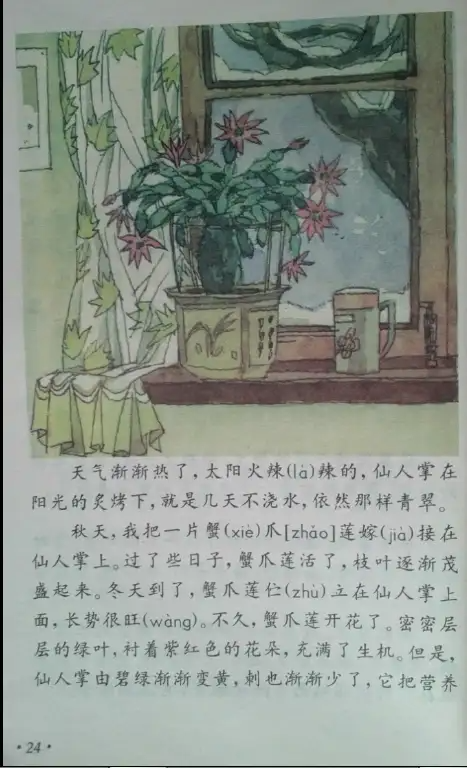 天气渐渐热了，太阳火辣(là)辣的，仙人掌在
阳光的炙烤下，就是几天不浇水，依然那样青翠。
秋天，我把一片蟹(xiè)爪[zhǎo]莲嫁(jià)接在
仙人掌上。过了些日子，蟹爪莲活了，枝叶逐渐茂
盛起来。冬天到了，蟹爪莲伫(zhù)立在仙人掌上
面，长势很旺(wàng)。不久，蟹爪莲开花了。密密层
层的绿叶，衬着紫红色的花朵，充满了生机。但是，
仙人掌由碧绿渐渐变黄，刺也渐渐少了，它把营养
·24·